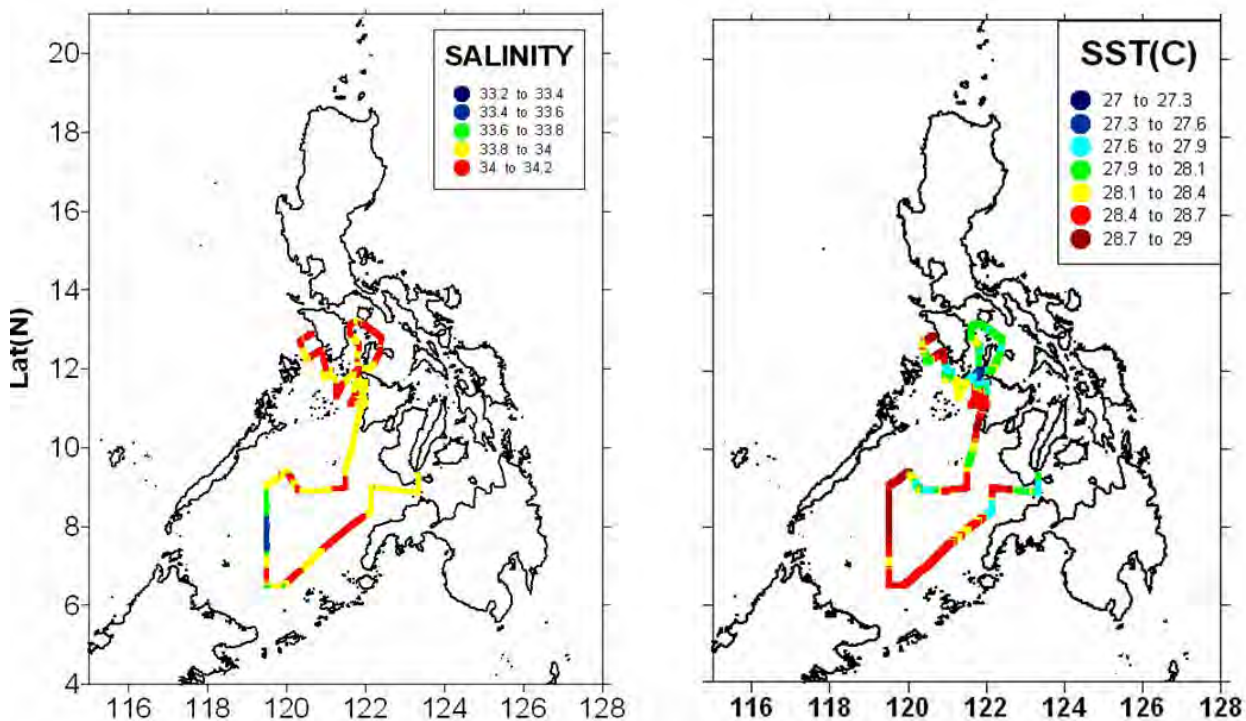 SALINITY
33.2 to 33.4
33.4 to 33.6
33.6 to 33.8
33.8 to 34
34 to 34.2
Lat(N)
20
18
16
14
12
10
8
6
4
116 118 120 122 124 126 128
SST(C)
27 to 27.3
27.3 to 27.6
27.6 to 27.9
27.9 to 28.1
28.1 to 28.4
28.4 to 28.7
28.7 to 29
116 118 120 122 124 126 128